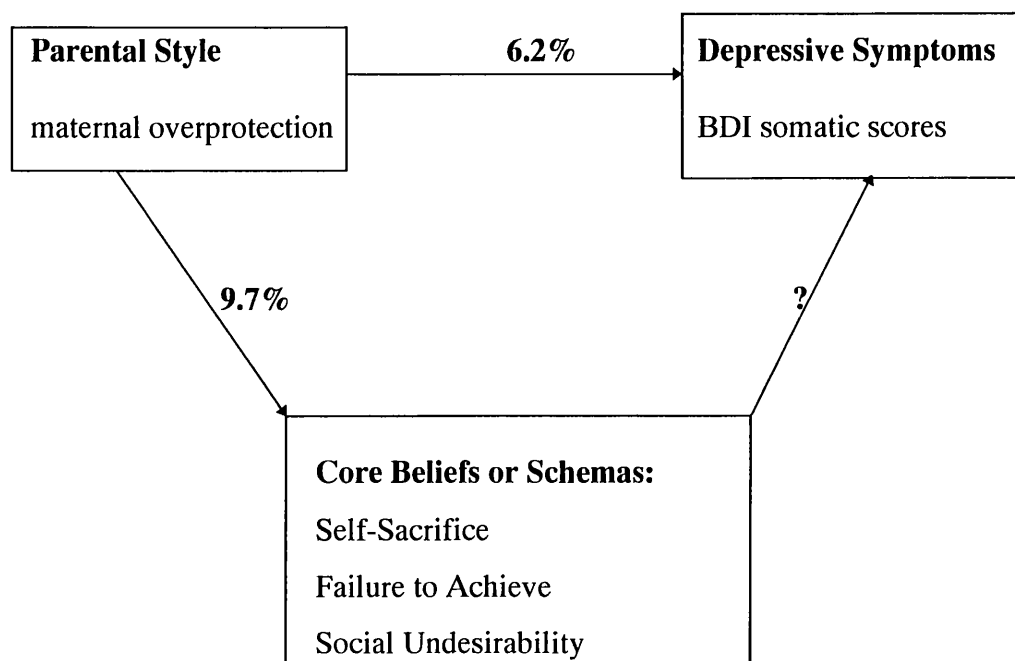 Parental Style
maternal overprotection
6.2%
Depressive Symptoms
BDI somatic scores
9.7%
?
Core Beliefs or Schemas:
Self-Sacrifice
Failure to Achieve
Social Undesirability